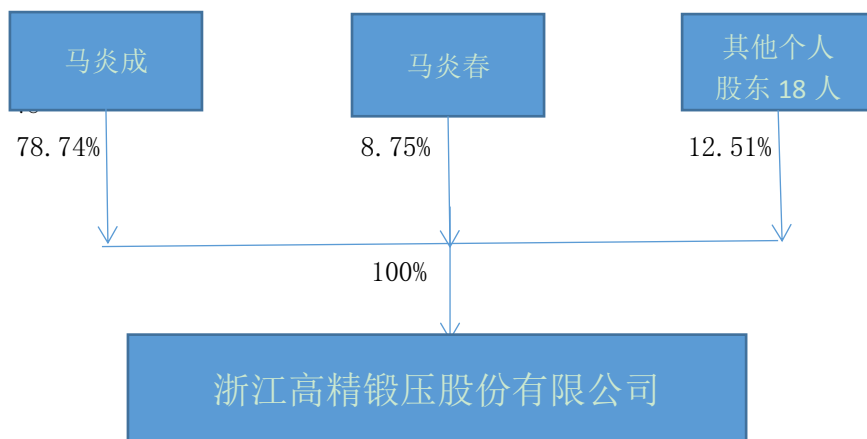 马炎成
马炎春
其他个人
股东 18 人
78.74%
8.75%
12.51%
100%
浙江高精锻压股份有限公司